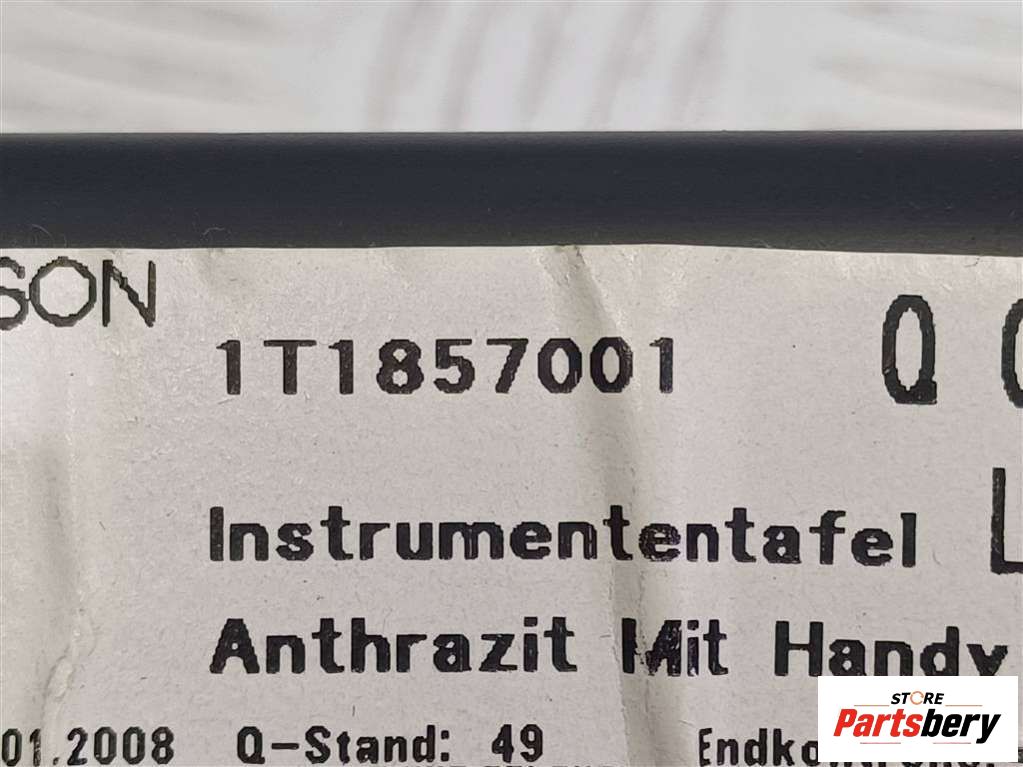 SON
1T1857001 Q
Instrumententafel L
Anthrazit Mit Handy
01.2008 Q-Stand: 49
STORE
Partsbery